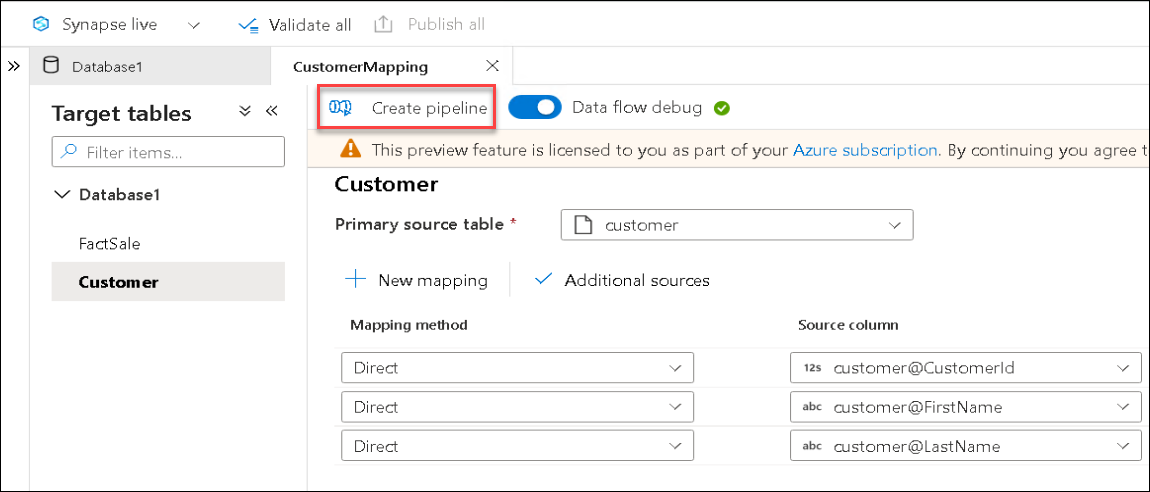 Synapse live Validate all Publish all
Database1 CustomerMapping
Target tables
Create pipeline Data flow debug
Filter items...
This preview feature is licensed to you as part of your Azure subscription. By continuing you agree t
Customer
Database1
Primary source table * customer
FactSale
Customer
New mapping Additional sources
Mapping method Source column
Direct 12s customer@CustomerId
Direct abc customer@FirstName
Direct abc customer@LastName